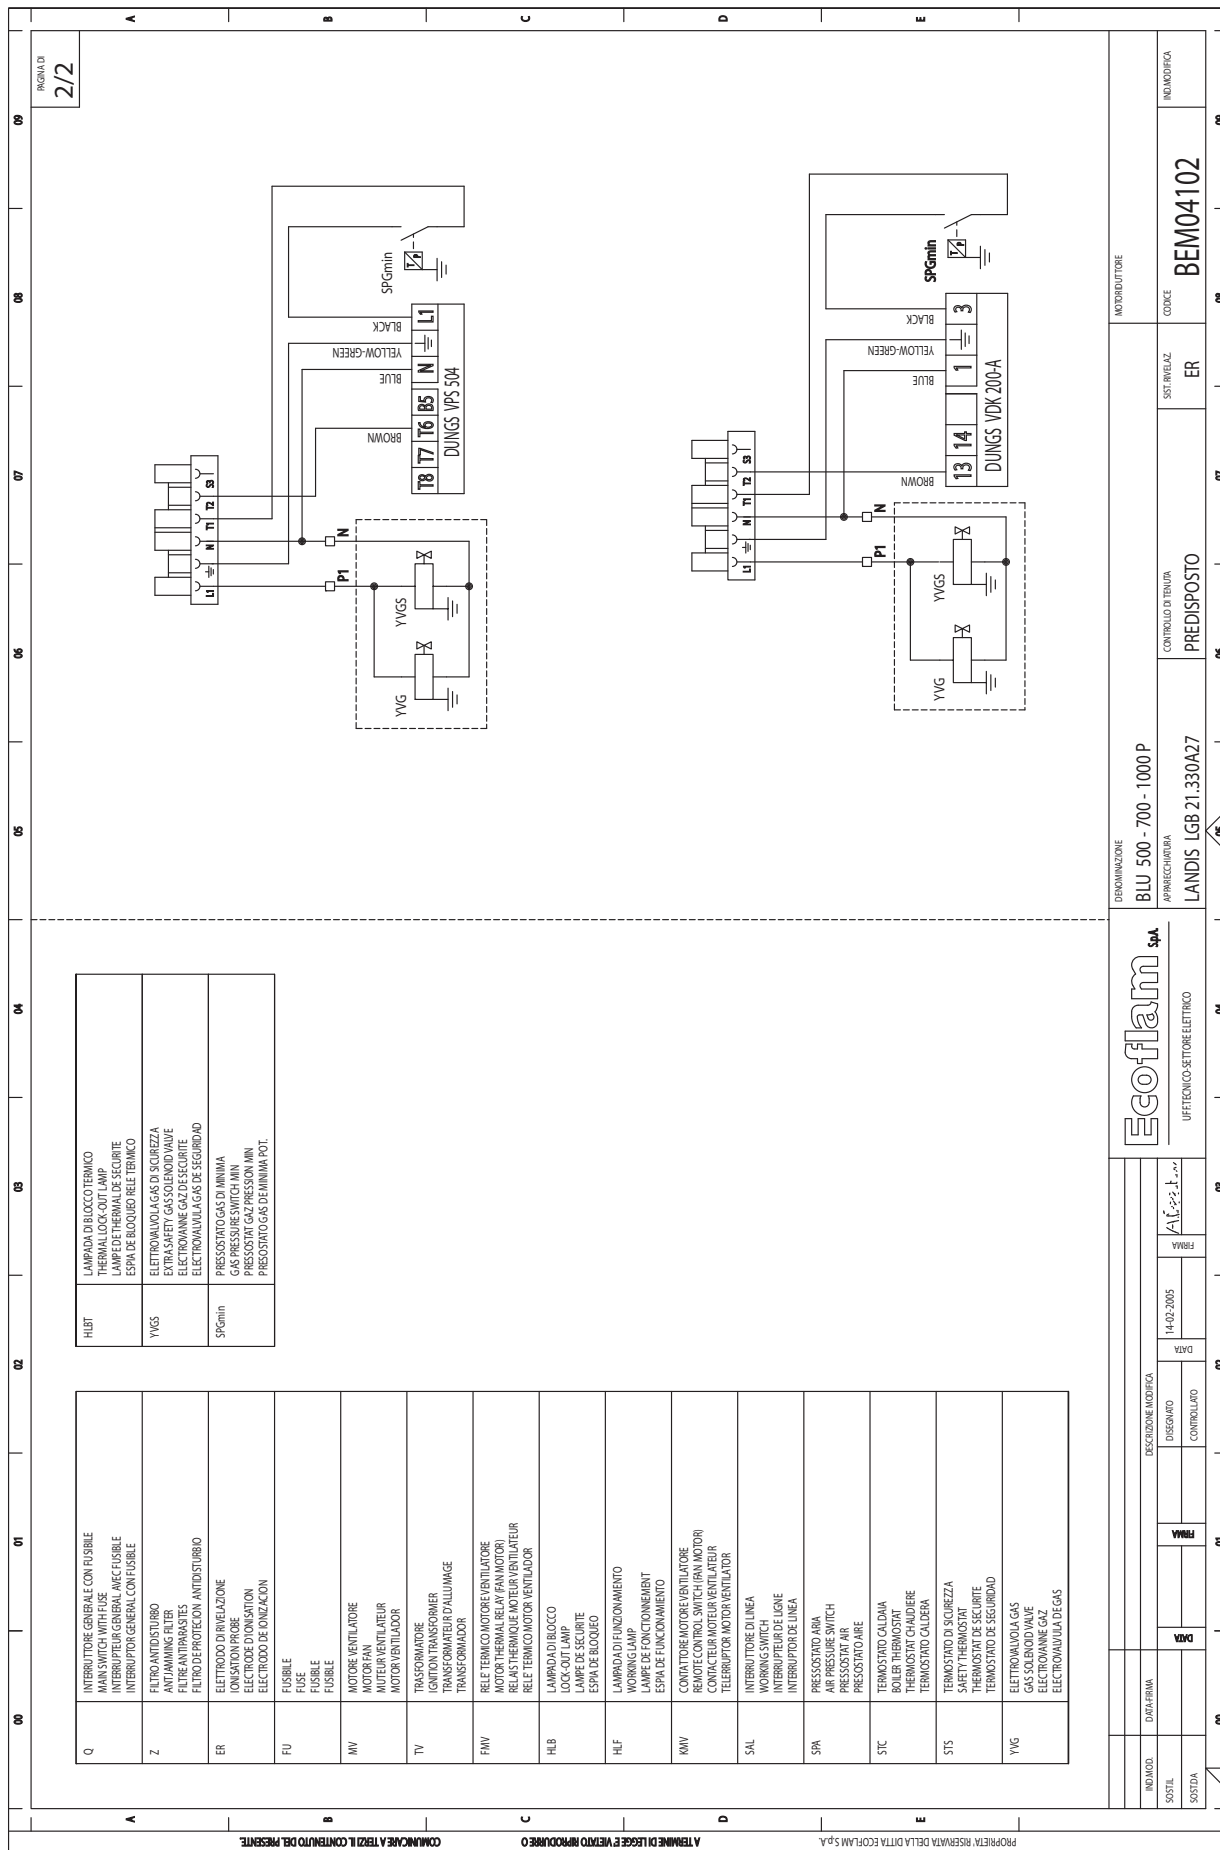 PAGINA DI
2/2
00 01 02 03 04 05 06 07 08 09
A B C D E
Q
INTERRUTTORE GENERALE CON FUSIBILE
MAIN SWITCH WITH FUSE
INTERRUPTEUR GENERAL AVEC FUSIBLE
INTERRUPTOR GENERAL CON FUSIBLE
Z
FILTRO ANTIDISTURBO
ANTI JAMMING FILTER
FILTRE ANTIPARASITES
FILTRO DE PROTECION ANTIDISTURBIO
ER
ELETTRODO DI RIVELAZIONE
IONISATION PROBE
ELECTRODE D'IONISATION
ELECTRODO DE IONIZACION
FU
FUSIBILE
FUSE
FUSIBLE
FUSIBLE
MV
MOTORE VENTILATORE
MOTOR FAN
MUTEUR VENTILATEUR
MOTOR VENTILADOR
TV
TRASFORMATORE
IGNITION TRANSFORMER
TRANSFORMATEUR D'ALLUMAGE
TRANSFORMADOR
FMV
RELE TERMICO MOTORE VENTILATORE
MOTOR THERMAL RELAY (FAN MOTOR)
RELAIS THERMIQUE MOTEUR VENTILATEUR
RELE TERMICO MOTOR VENTILADOR
HLB
LAMPADA DI BLOCCO
LOCK-OUT LAMP
LAMPE DE SECURITE
ESPIA DE BLOQUEO
HLF
LAMPADA DI FUNZIONAMENTO
WORKING LAMP
LAMPE DE FONCTIONNEMENT
ESPIA DE FUNCIONAMIENTO
KMV
CONTATTORE MOTORE VENTILATORE
REMOTE CONTROL SWITCH (FAN MOTOR)
CONTACTEUR MOTEUR VENTILATEUR
TELERRUPTOR MOTOR VENTILATOR
SAL
INTERRUTTORE DI LINEA
WORKING SWITCH
INTERRUPTEUR DE LIGNE
INTERRUPTOR DE LINEA
SPA
PRESSOSTATO ARIA
AIR PRESSURE SWITCH
PRESSOSTAT AIR
PRESOSTATO AIRE
STC
TERMOSTATO CALDAIA
BOILER THERMOSTAT
THERMOSTAT CHAUDIERE
TERMOSTATO CALDERA
STS
TERMOSTATO DI SICUREZZA
SAFETY THERMOSTAT
THERMOSTAT DE SECURITE
TERMOSTATO DE SEGURIDAD
YVG
ELETTROVALVOLA GAS
GAS SOLENOID VALVE
ELECTROVANNE GAZ
ELECTROVALVULA DE GAS
HLBT
LAMPADA DI BLOCCO TERMICO
THERMAL LOCK-OUT LAMP
LAMPE DE THERMAL DE SECURITE
ESPIA DE BLOQUEO RELE TERMICO
YVGS
ELETTROVALVOLA GAS DI SICUREZZA
EXTRA SAFETY GAS SOLENOID VALVE
ELECTROVANNE GAZ DE SECURITE
ELECTROVALVULA GAS DE SEGURIDAD
SPGmin
PRESSOSTATO GAS DI MINIMA
GAS PRESSURE SWITCH MIN
PRESSOSTAT GAZ PRESSION MIN
PRESOSTATO GAS DE MINIMA POT.
L1 N T1 T2 S3
P1 N
YVG YVGS
BROWN BLUE YELLOW-GREEN BLACK
T8 T7 T6 B5 N L1
DUNGS VPS 504
SPGmin
T/P
L1 N T1 T2 S3
P1 N
YVG YVGS
BROWN BLUE YELLOW-GREEN BLACK
13 14 1 3
DUNGS VDK 200-A
SPGmin
T/P
IND.MOD.
DATA-FIRMA
DESCRIZIONE MODIFICA
SOST.IL
SOST.DA
DATA
FIRMA
DISEGNATO
CONTROLLATO
DATA
14-02-2005
FIRMA
Ecoflam S.p.A.
UFF.TECNICO-SETTORE ELETTRICO
DENOMINAZIONE
BLU 500 - 700 - 1000 P
APPARECCHIATURA
LANDIS LGB 21.330A27
CONTROLLO DI TENUTA
PREDISPOSTO
SIST. RIVELAZ.
ER
MOTORIDUTTORE
CODICE
BEM04102
IND.MODIFICA
PROPRIETA' RISERVATA DELLA DITTA ECOFLAM S.p.A.
A TERMINE DI LEGGE E' VIETATO RIPRODURRE O
COMUNICARE A TERZI IL CONTENUTO DEL PRESENTE.